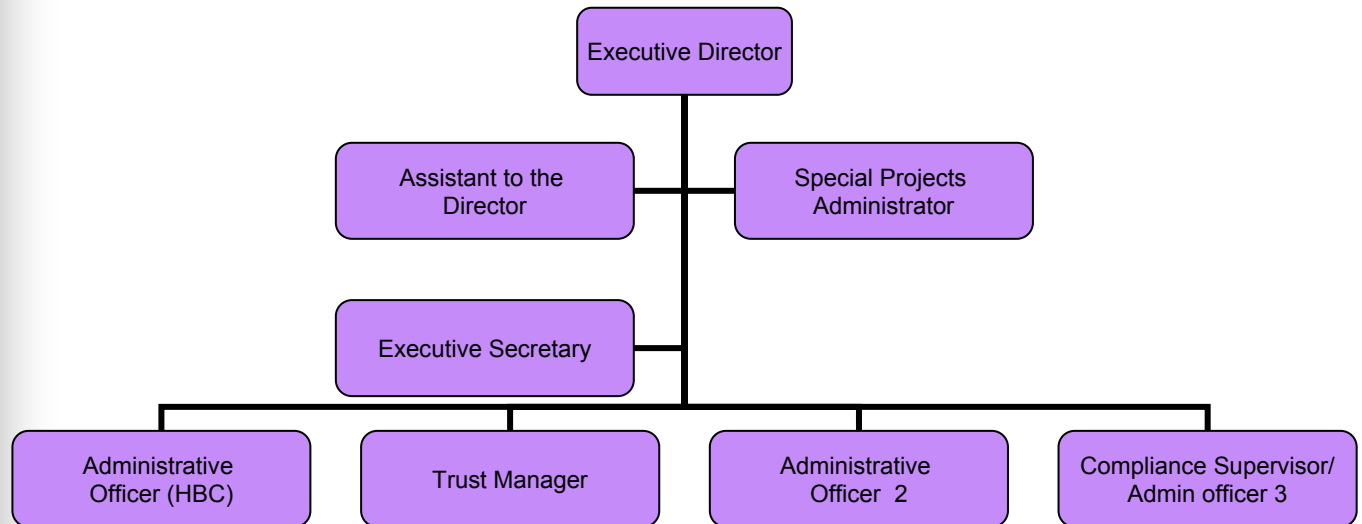 Executive Director
Assistant to the
Director
Special Projects
Administrator
Executive Secretary
Administrative
Officer (HBC)
Trust Manager
Administrative
Officer 2
Compliance Supervisor/
Admin officer 3